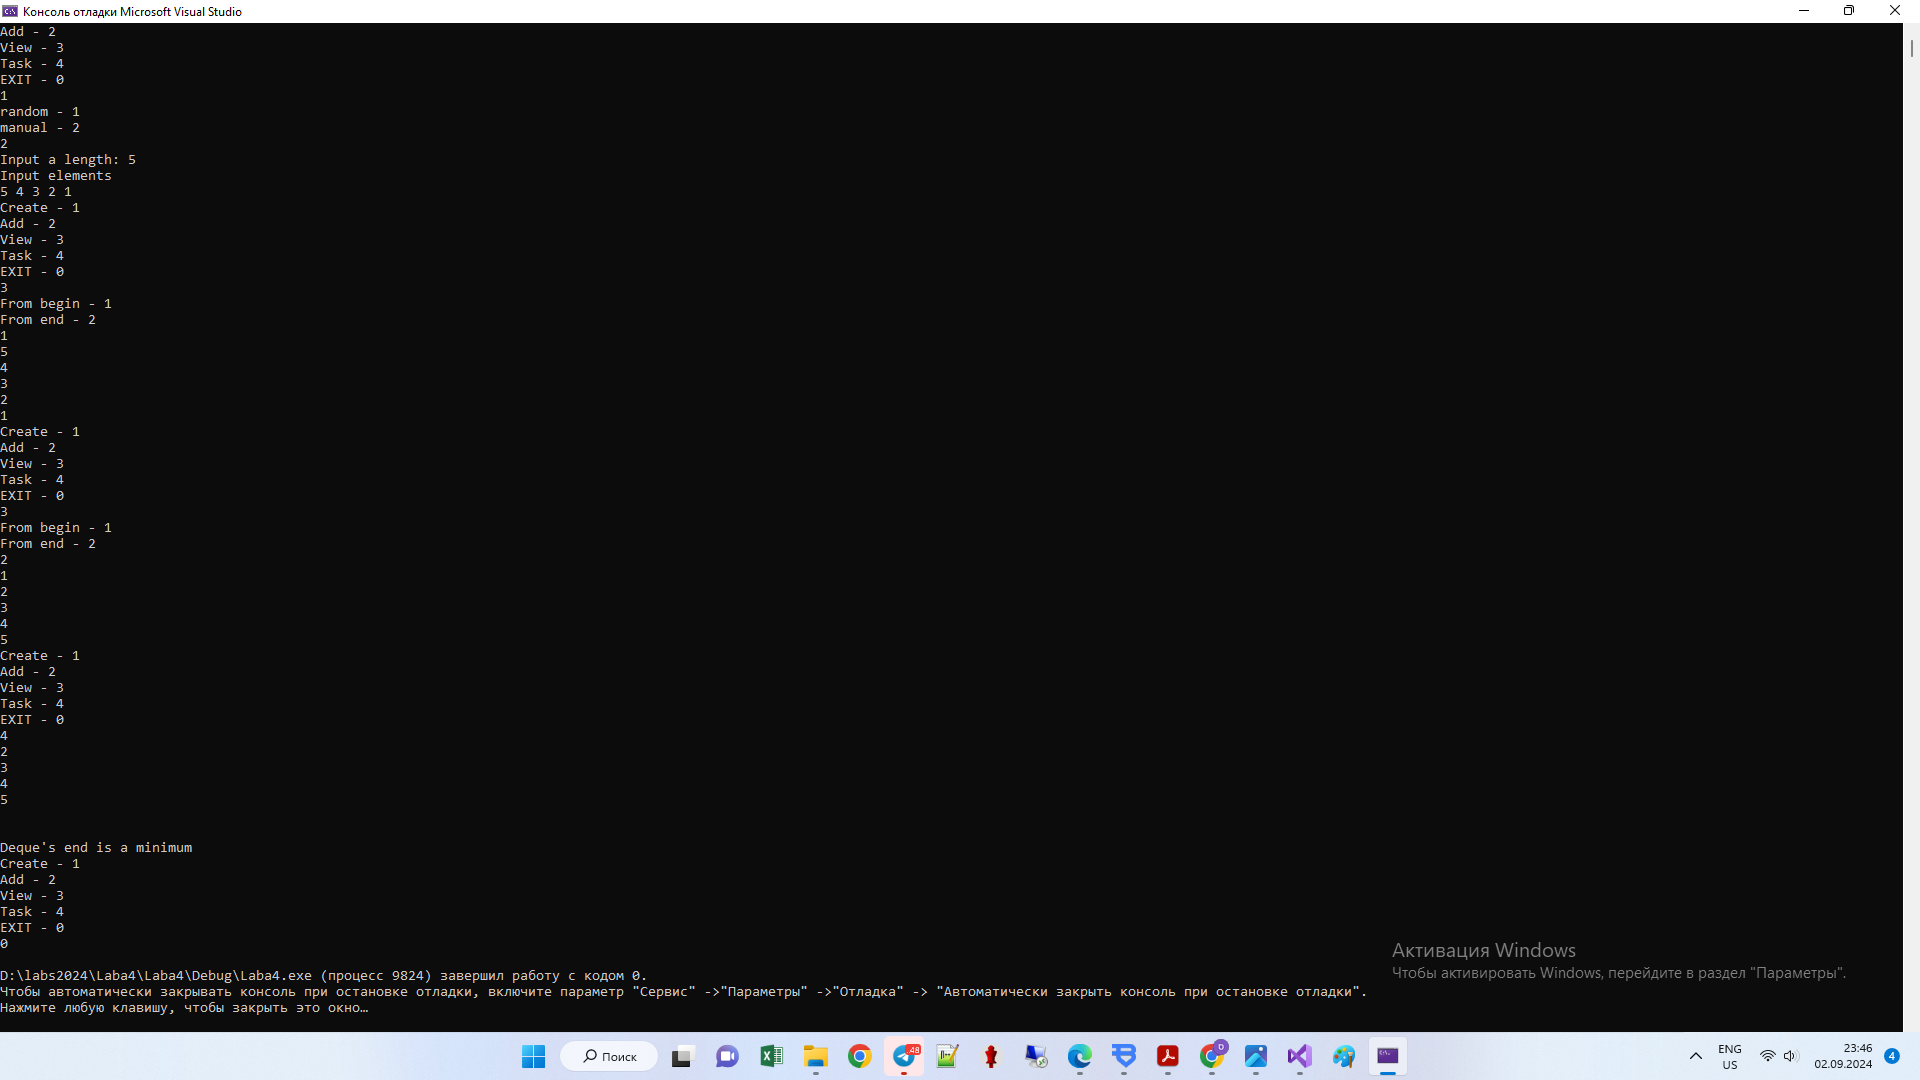 Консоль отладки Microsoft Visual Studio
Add - 2
View - 3
Task - 4
EXIT - 0
1
random - 1
manual - 2
2
Input a length: 5
Input elements
5 4 3 2 1
Create - 1
Add - 2
View - 3
Task - 4
EXIT - 0
3
From begin - 1
From end - 2
1
5
4
3
2
1
Create - 1
Add - 2
View - 3
Task - 4
EXIT - 0
3
From begin - 1
From end - 2
2
1
2
3
4
5
Create - 1
Add - 2
View - 3
Task - 4
EXIT - 0
4
2
3
4
5
Deque's end is a minimum
Create - 1
Add - 2
View - 3
Task - 4
EXIT - 0
0
D:\labs2024\Laba4\Laba4\Debug\Laba4.exe (процесс 9824) завершил работу с кодом 0.
Чтобы автоматически закрывать консоль при остановке отладки, включите параметр "Сервис" ->"Параметры" ->"Отладка" -> "Автоматически закрыть консоль при остановке отладки".
Нажмите любую клавишу, чтобы закрыть это окно…
Активация Windows
Чтобы активировать Windows, перейдите в раздел "Параметры".
Поиск
48
D
ENG
US
23:46
02.09.2024
4